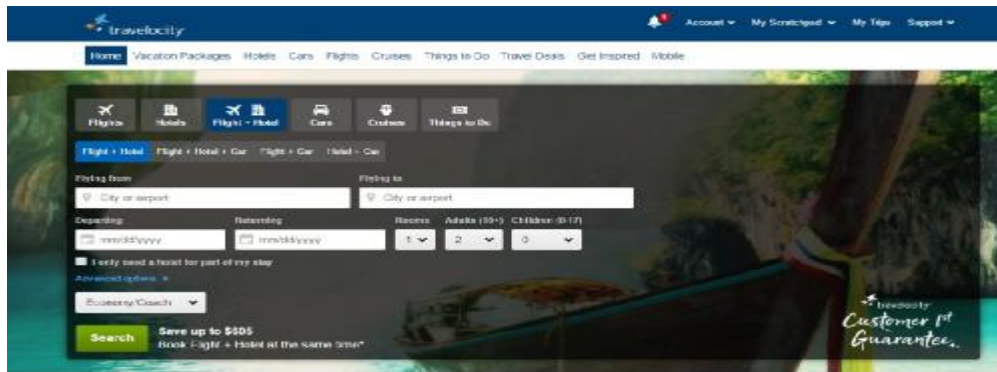 travelocity
1 Account My Scratchpad My Trips Support
Home Vacation Packages Hotels Cars Flights Cruises Things to Do Travel Deals Get Inspired Mobile
Flights Hotels Flight + Hotel Cars Cruises Things to Do
Flight + Hotel Flight + Hotel + Car Flight + Car Hotel + Car
Flying from Flying to
City or airport City or airport
Departing Returning Rooms Adults (18+) Children (0-17)
mm/dd/yyyy mm/dd/yyyy 1 2 0
I only need a hotel for part of my stay
Advanced options
Economy/Coach
Search
Save up to
Book Flight + Hotel at the same time*
travelocity
Customer 1st
Guarantee.